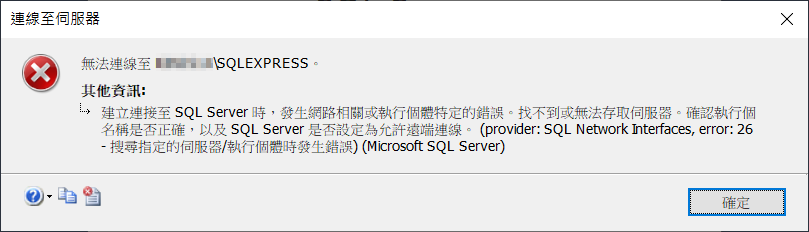 連線至伺服器
無法連線至 \SQLEXPRESS。
其他資訊:
建立連接至 SQL Server 時，發生網路相關或執行個體特定的錯誤。找不到或無法存取伺服器。確認執行個
名稱是否正確，以及 SQL Server 是否設定為允許遠端連線。 (provider: SQL Network Interfaces, error: 26
- 搜尋指定的伺服器/執行個體時發生錯誤) (Microsoft SQL Server)
確定